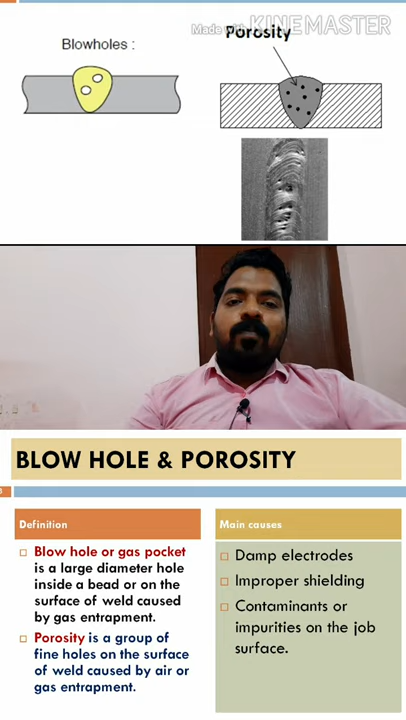 Made with KINEMASTER
Blowholes :
Porosity
BLOW HOLE & POROSITY
Definition
Blow hole or gas pocket
is a large diameter hole
inside a bead or on the
surface of weld caused
by gas entrapment.
Porosity is a group of
fine holes on the surface
of weld caused by air or
gas entrapment.
Main causes
Damp electrodes
Improper shielding
Contaminants or
impurities on the job
surface.